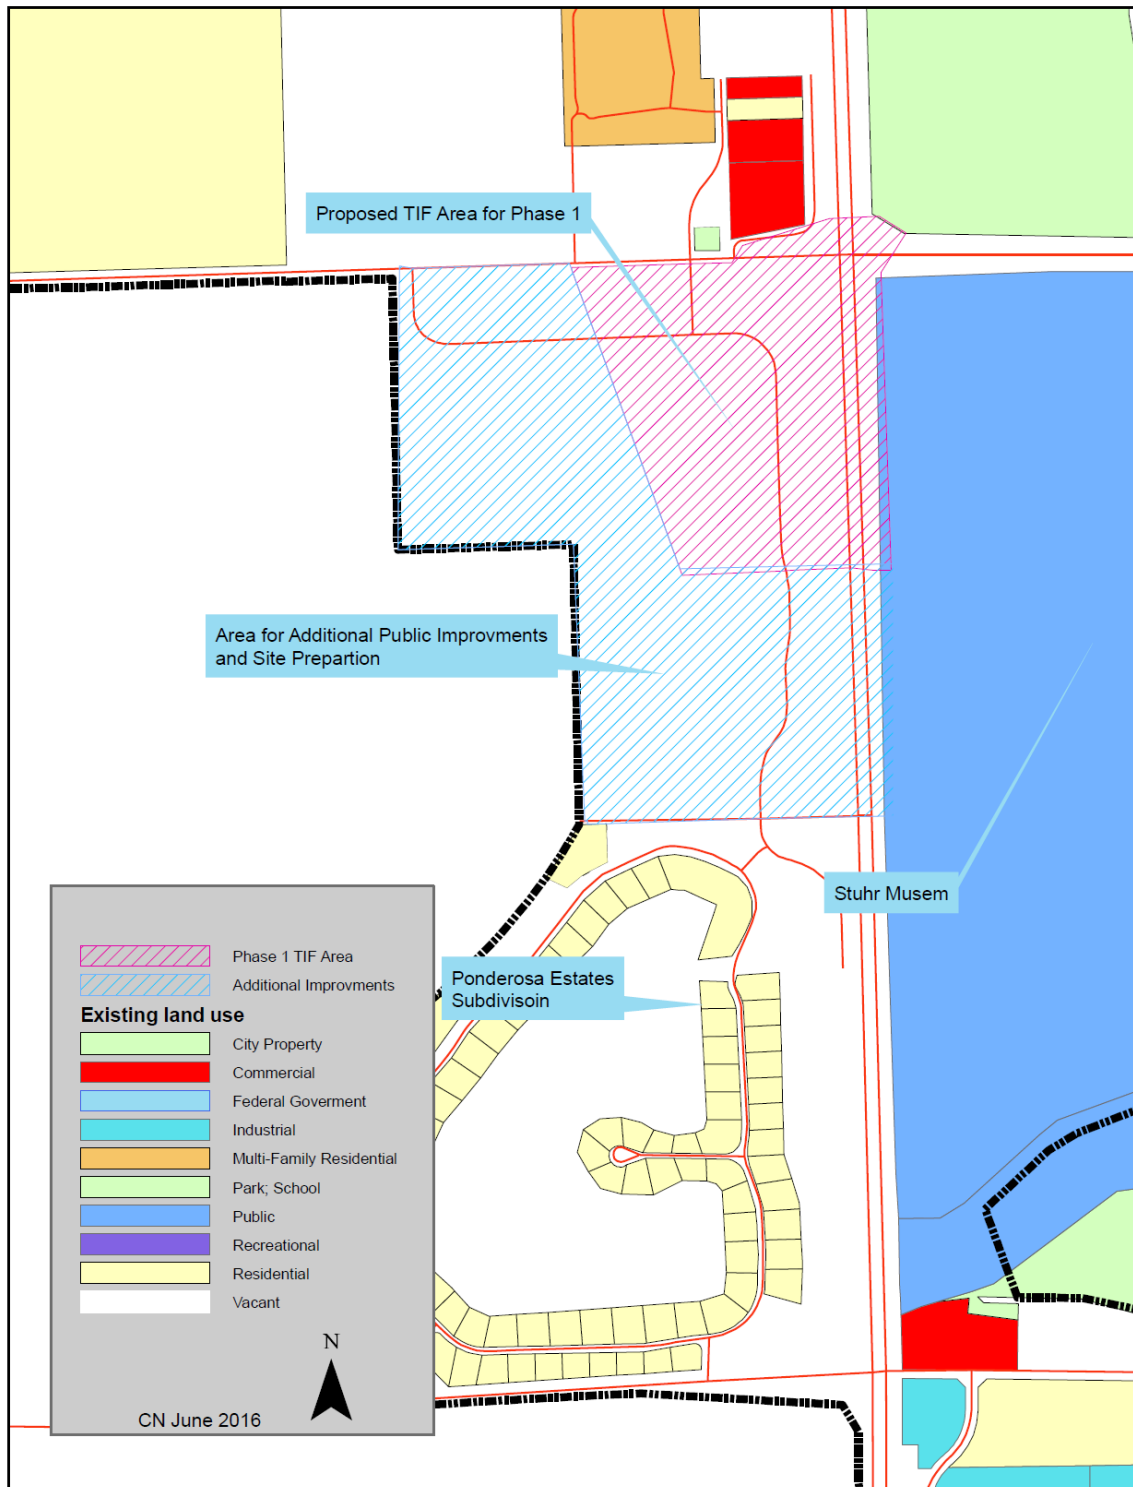 Proposed TIF Area for Phase 1
Area for Additional Public Improvments
and Site Prepartion
Stuhr Musem
Ponderosa Estates
Subdivisoin
Phase 1 TIF Area
Additional Improvments
Existing land use
City Property
Commercial
Federal Goverment
Industrial
Multi-Family Residential
Park; School
Public
Recreational
Residential
Vacant
N
CN June 2016